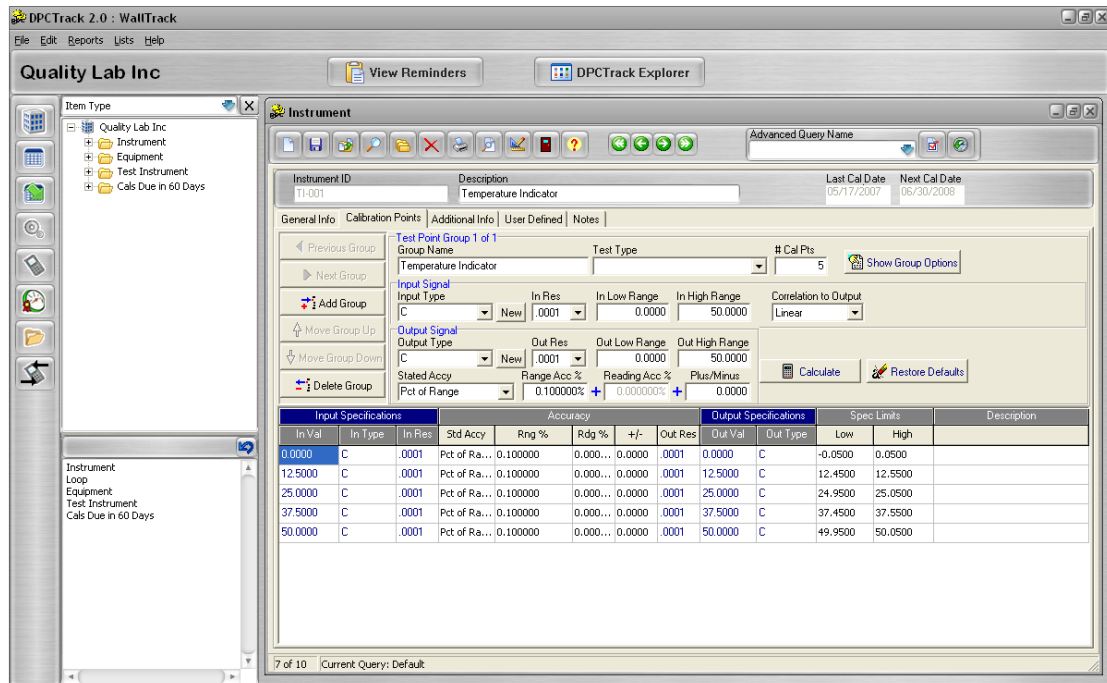 DPCTrack 2.0 : WallTrack
File Edit Reports Lists Help
Quality Lab Inc
View Reminders
DPCTrack Explorer
Item Type
Quality Lab Inc
Instrument
Equipment
Test Instrument
Cals Due in 60 Days
Instrument
Loop
Equipment
Test Instrument
Cals Due in 60 Days
Instrument
Advanced Query Name
Instrument ID Description Last Cal Date Next Cal Date
TI-001 Temperature Indicator 05/17/2007 06/30/2008
General Info Calibration Points Additional Info User Defined Notes
Previous Group
Next Group
Add Group
Move Group Up
Move Group Down
Delete Group
Test Point Group 1 of 1
Group Name Test Type # Cal Pts
Temperature Indicator 5 Show Group Options
Input Signal
Input Type In Res In Low Range In High Range Correlation to Output
C New .0001 0.0000 50.0000 Linear
Output Signal
Output Type Out Res Out Low Range Out High Range
C New .0001 0.0000 50.0000
Stated Accy Range Acc % Reading Acc % Plus/Minus
Pct of Range 0.100000% + 0.000000% + 0.0000
Calculate Restore Defaults
Input Specifications Accuracy Output Specifications Spec Limits Description
In Val In Type In Res Std Accy Rng % Rdg % +/- Out Res Out Val Out Type Low High
0.0000 C .0001 Pct of Ra... 0.100000 0.000... 0.0000 .0001 0.0000 C -0.0500 0.0500
12.5000 C .0001 Pct of Ra... 0.100000 0.000... 0.0000 .0001 12.5000 C 12.4500 12.5500
25.0000 C .0001 Pct of Ra... 0.100000 0.000... 0.0000 .0001 25.0000 C 24.9500 25.0500
37.5000 C .0001 Pct of Ra... 0.100000 0.000... 0.0000 .0001 37.5000 C 37.4500 37.5500
50.0000 C .0001 Pct of Ra... 0.100000 0.000... 0.0000 .0001 50.0000 C 49.9500 50.0500
7 of 10 Current Query: Default